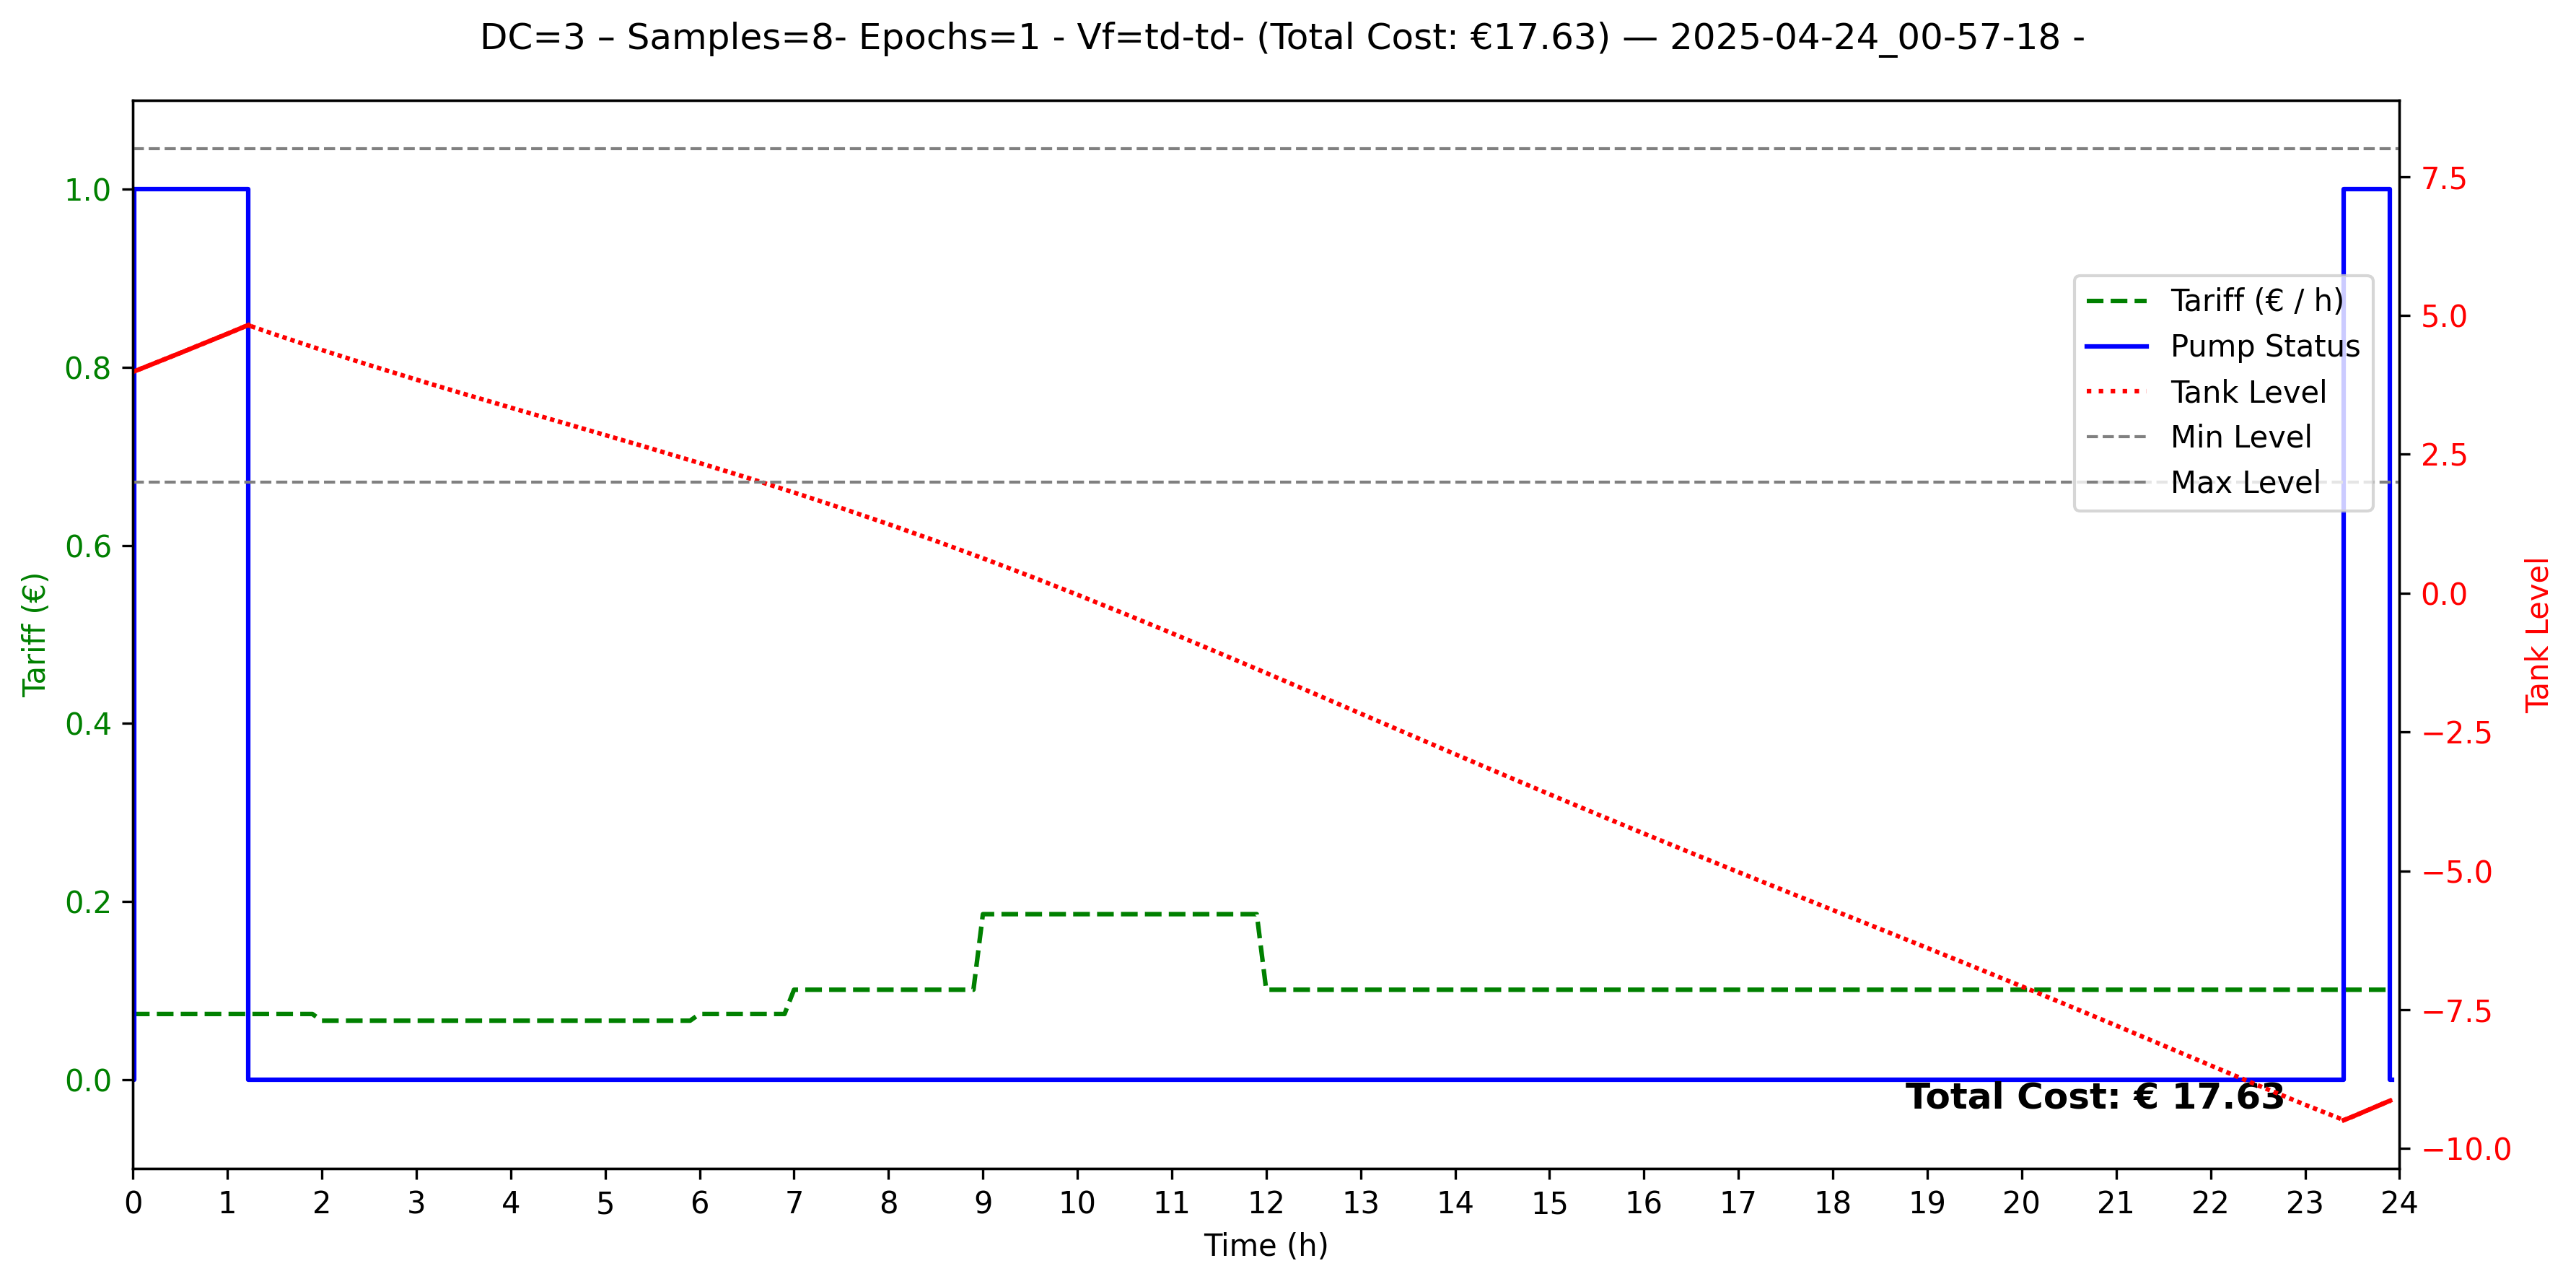 DC=3 – Samples=8- Epochs=1 - Vf=td-td- (Total Cost: €17.63) — 2025-04-24_00-57-18 -
1.0
0.8
0.6
0.4
0.2
0.0
Tariff (€)
Tariff (€ / h)
Pump Status
Tank Level
Min Level
Max Level
7.5
5.0
2.5
0.0
−2.5
−5.0
−7.5
−10.0
Tank Level
Total Cost: € 17.63
0 1 2 3 4 5 6 7 8 9 10 11 12 13 14 15 16 17 18 19 20 21 22 23 24
Time (h)